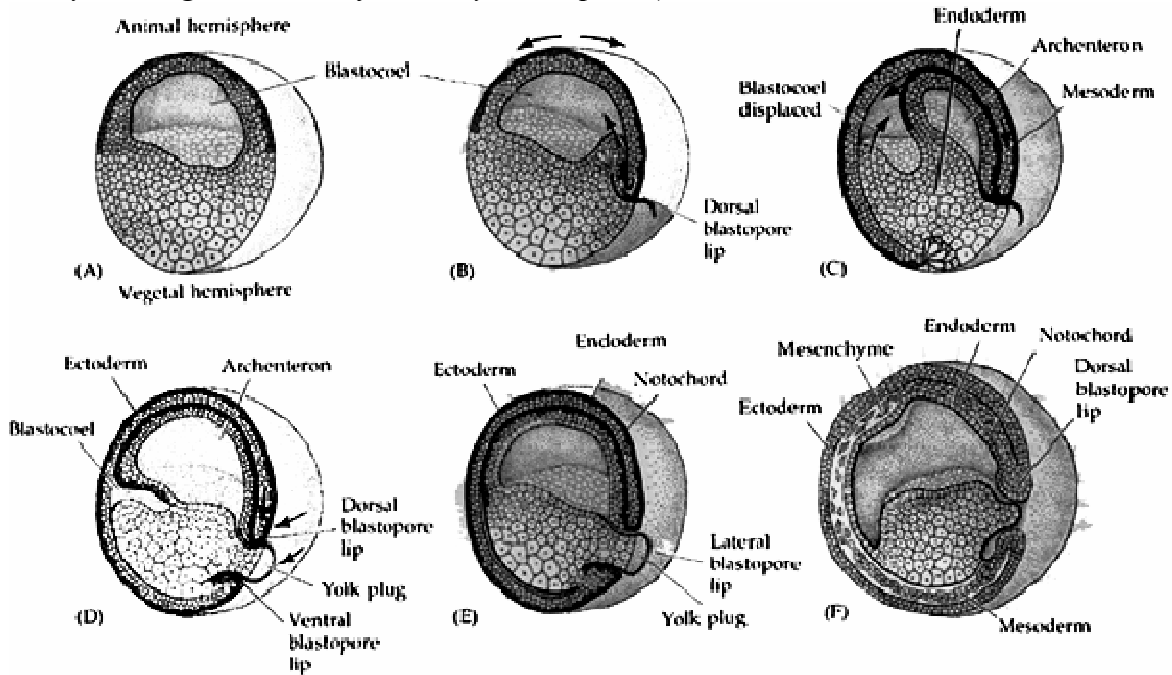 Animal hemisphere
Blastocoel
(A)
Vegetal hemisphere
Dorsal
blastopore
lip
(B)
Endoderm
Archenteron
Mesoderm
Blastocoel
displaced
(C)
Ectoderm
Archenteron
Blastocoel
Dorsal
blastopore
lip
Yolk plug
Ventral
blastopore
lip
(D)
Endoderm
Ectoderm
Notochord
Lateral
blastopore
lip
Yolk plug
(E)
Endoderm
Mesenchyme
Notochord
Dorsal
blastopore
lip
Ectoderm
Mesoderm
(F)